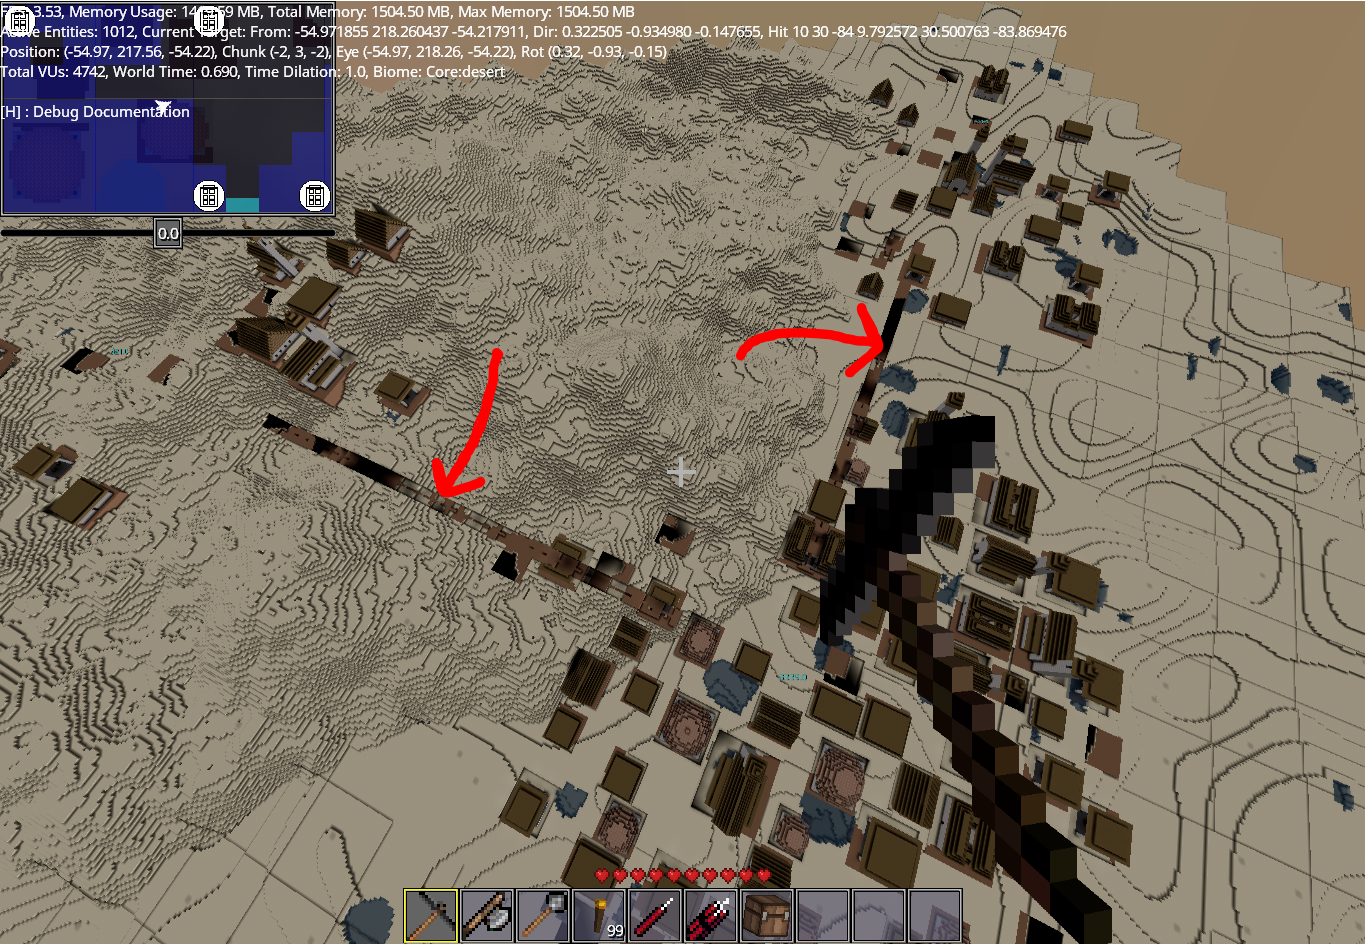 3.53, Memory Usage: MB, Total Memory: 1504.50 MB, Max Memory: 1504.50 MB
Entities: 1012, Current Target: From: -54.971855 218.260437 -54.217911, Dir: 0.322505 -0.934980 -0.147655, Hit 10 30 -84 9.792572 30.500763 -83.869476
Position: (-54.97, 217.56, -54.22), Chunk (-2, 3, -2), Eye (-54.97, 218.26, -54.22), Rot (0.32, -0.93, -0.15)
Total VUs: 4742, World Time: 0.690, Time Dilation: 1.0, Biome: Core:desert
[H] : Debug Documentation
0.0
99